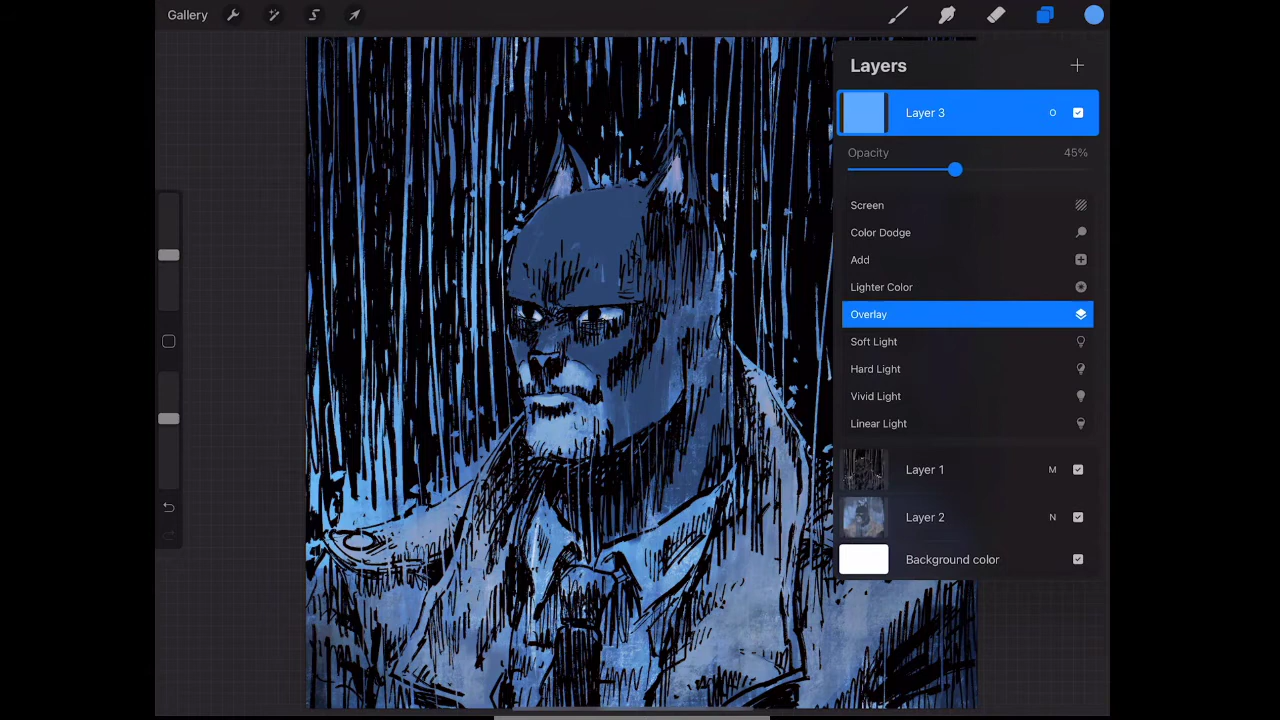 Gallery
Layers
Layer 3 O
Opacity 45%
Screen
Color Dodge
Add
Lighter Color
Overlay
Soft Light
Hard Light
Vivid Light
Linear Light
Layer 1 M
Layer 2 N
Background color